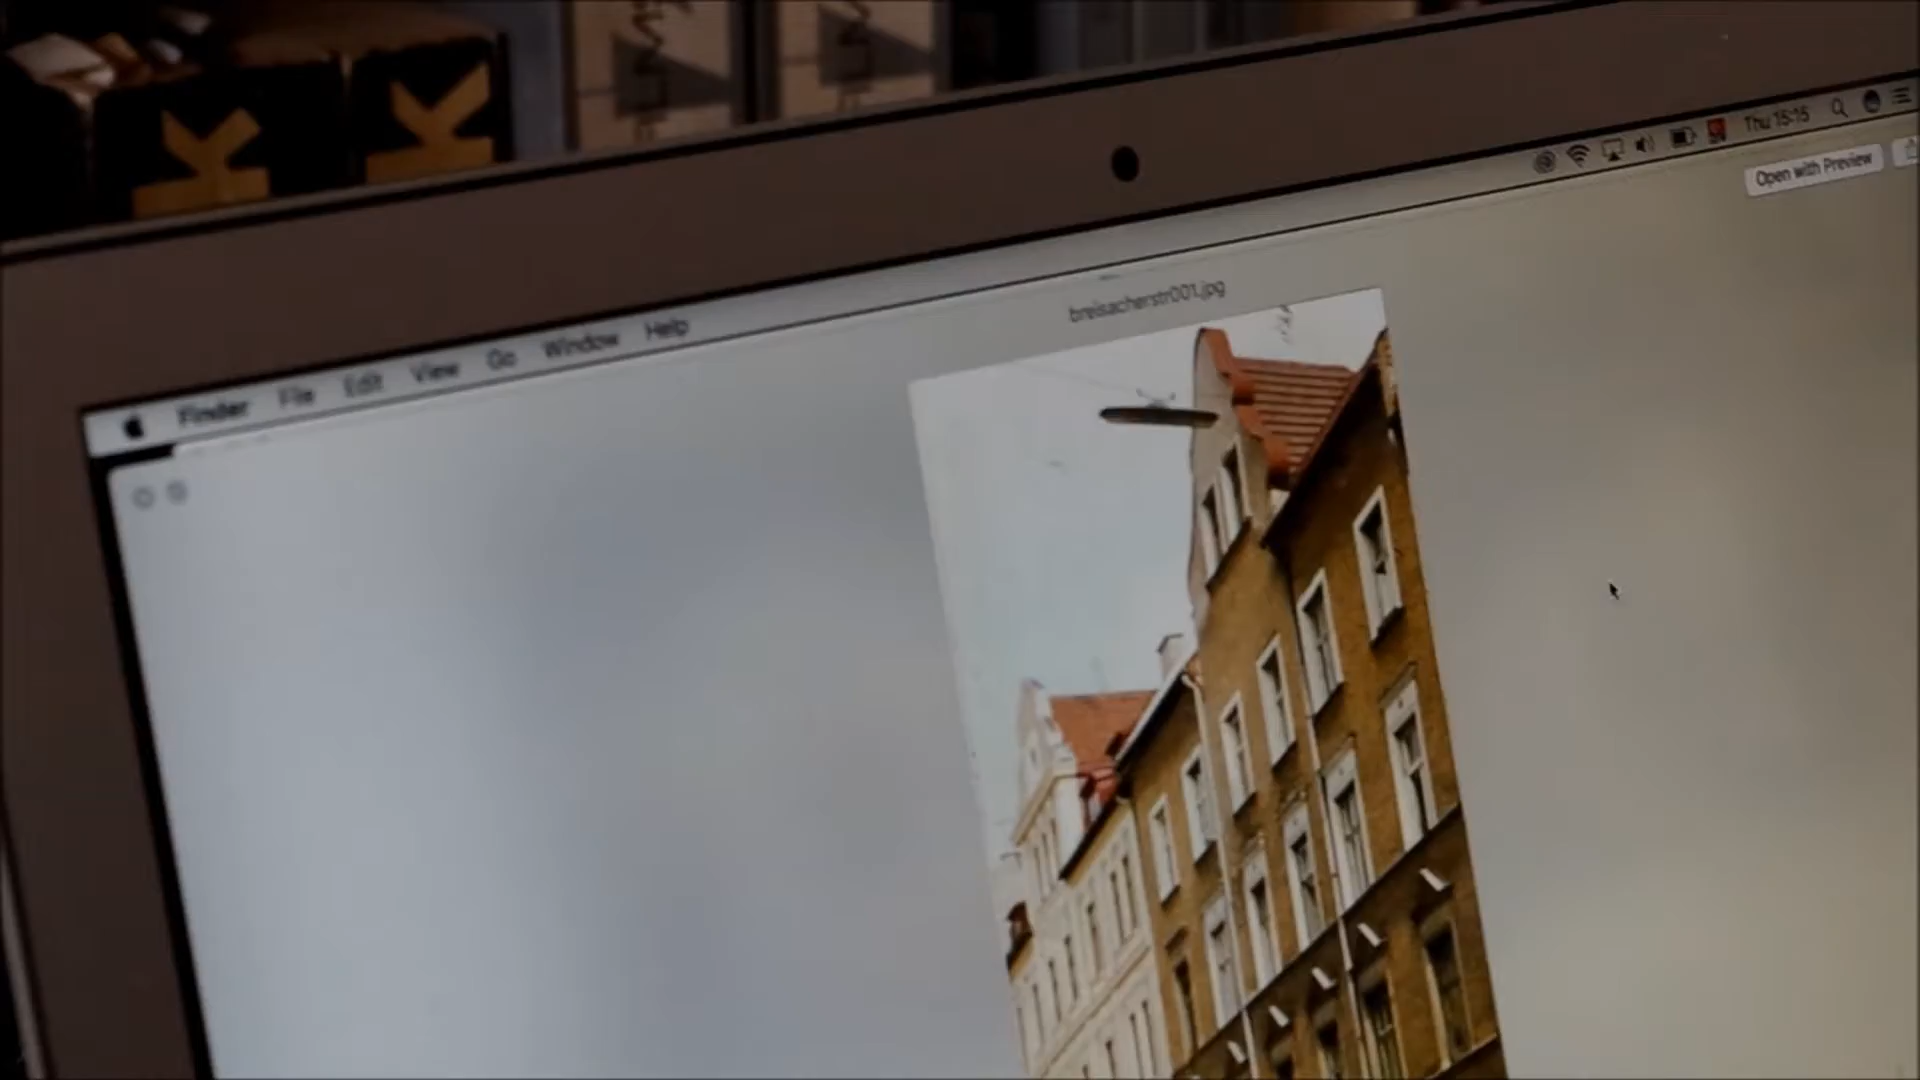 K K
Thu 15:15
Open with Preview
breisacherstr001.jpg
Finder File Edit View Go Window Help